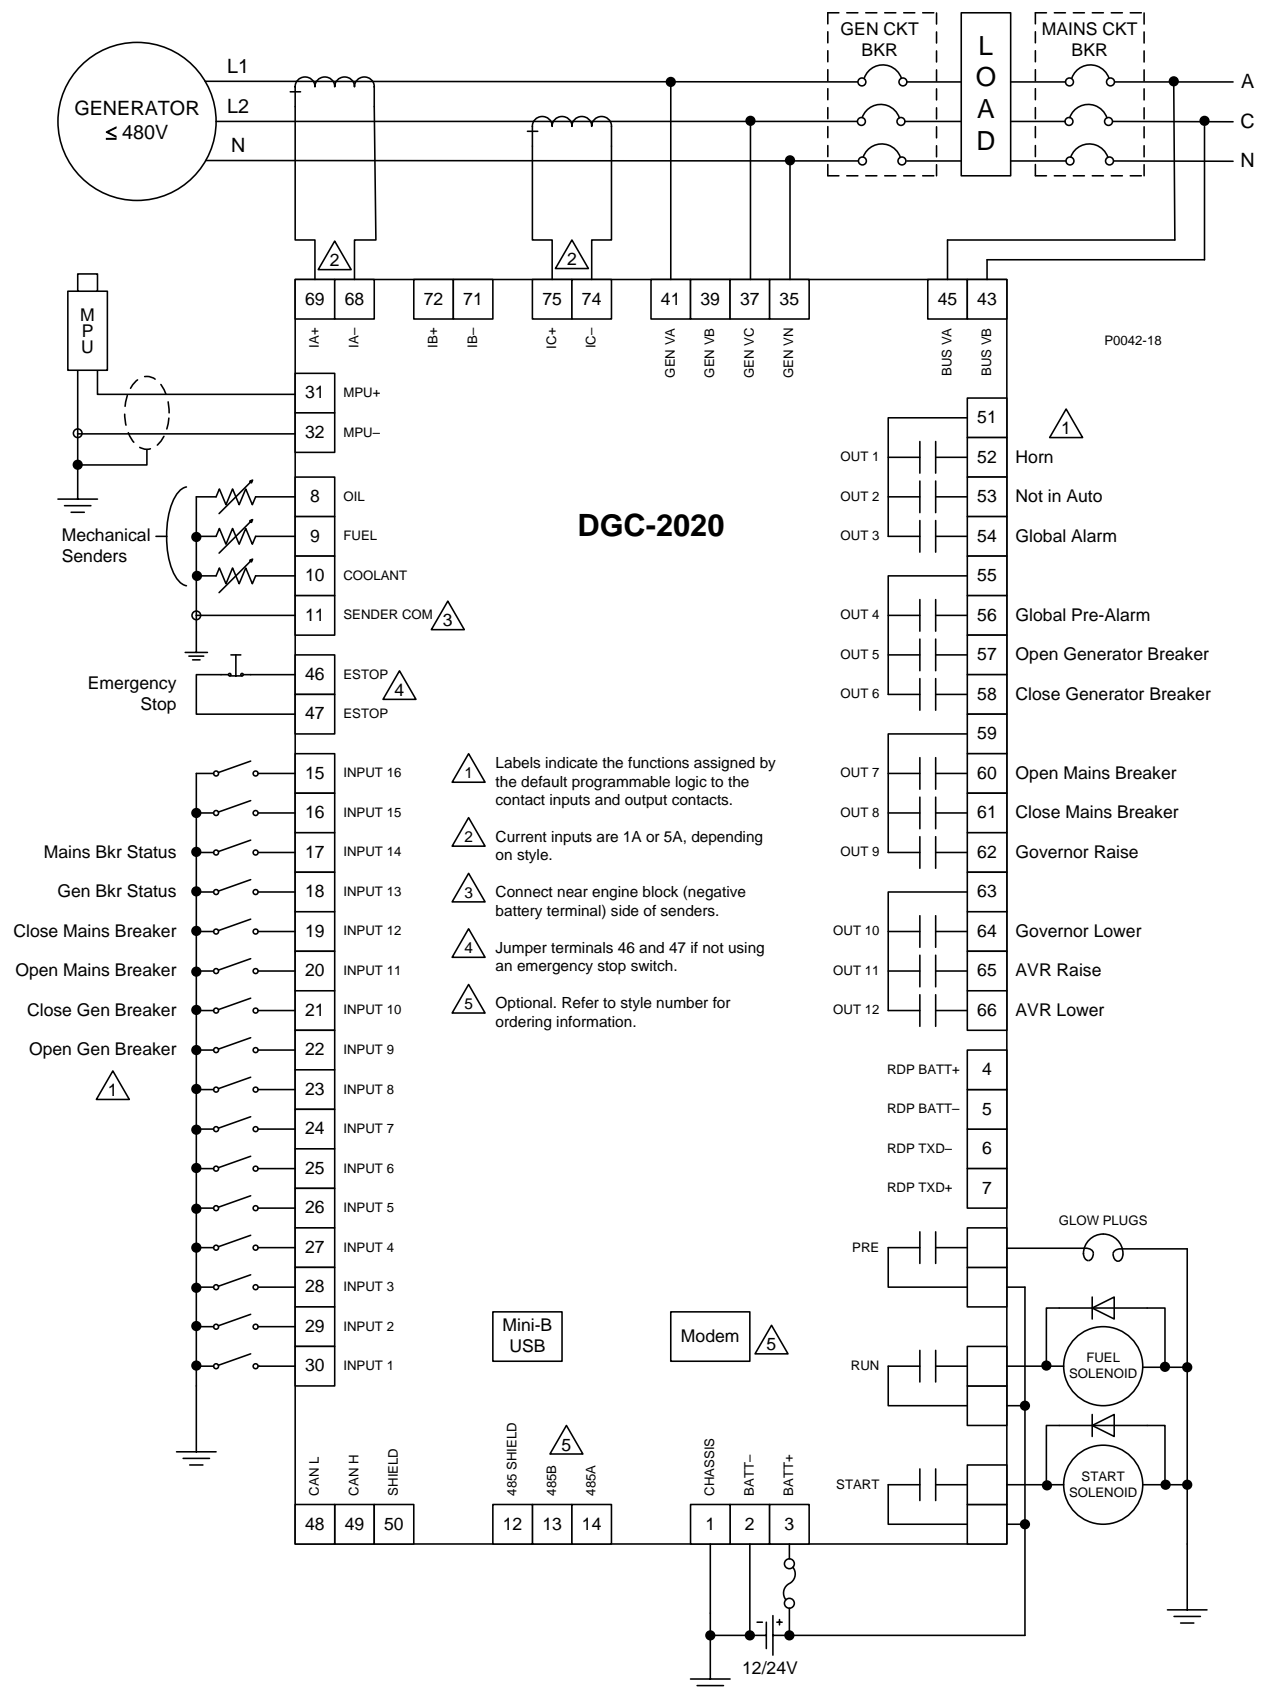 GEN CKT
BKR
LOAD
MAINS CKT
BKR
GENERATOR
≤ 480V
L1
L2
N
A
C
N
2
2
69 68 72 71 75 74 41 39 37 35 45 43
IA+ IA– IB+ IB– IC+ IC– GEN VA GEN VB GEN VC GEN VN BUS VA BUS VB
P0042-18
MPU
31 MPU+
32 MPU–
Mechanical
Senders
8 OIL
9 FUEL
10 COOLANT
11 SENDER COM 3
Emergency
Stop
46 ESTOP
4
47 ESTOP
DGC-2020
15 INPUT 16
16 INPUT 15
Mains Bkr Status 17 INPUT 14
Gen Bkr Status 18 INPUT 13
Close Mains Breaker 19 INPUT 12
Open Mains Breaker 20 INPUT 11
Close Gen Breaker 21 INPUT 10
Open Gen Breaker 22 INPUT 9
1
23 INPUT 8
24 INPUT 7
25 INPUT 6
26 INPUT 5
27 INPUT 4
28 INPUT 3
29 INPUT 2
30 INPUT 1
1 Labels indicate the functions assigned by
the default programmable logic to the
contact inputs and output contacts.
2 Current inputs are 1A or 5A, depending
on style.
3 Connect near engine block (negative
battery terminal) side of senders.
4 Jumper terminals 46 and 47 if not using
an emergency stop switch.
5 Optional. Refer to style number for
ordering information.
51
1
OUT 1 52 Horn
OUT 2 53 Not in Auto
OUT 3 54 Global Alarm
55
OUT 4 56 Global Pre-Alarm
OUT 5 57 Open Generator Breaker
OUT 6 58 Close Generator Breaker
59
OUT 7 60 Open Mains Breaker
OUT 8 61 Close Mains Breaker
OUT 9 62 Governor Raise
63
OUT 10 64 Governor Lower
OUT 11 65 AVR Raise
OUT 12 66 AVR Lower
RDP BATT+ 4
RDP BATT– 5
RDP TXD– 6
RDP TXD+ 7
GLOW PLUGS
PRE
RUN
FUEL
SOLENOID
START
START
SOLENOID
Mini-B
USB
Modem 5
CAN L CAN H SHIELD 485 SHIELD 485B 485A CHASSIS BATT– BATT+
5
48 49 50 12 13 14 1 2 3
- +
12/24V